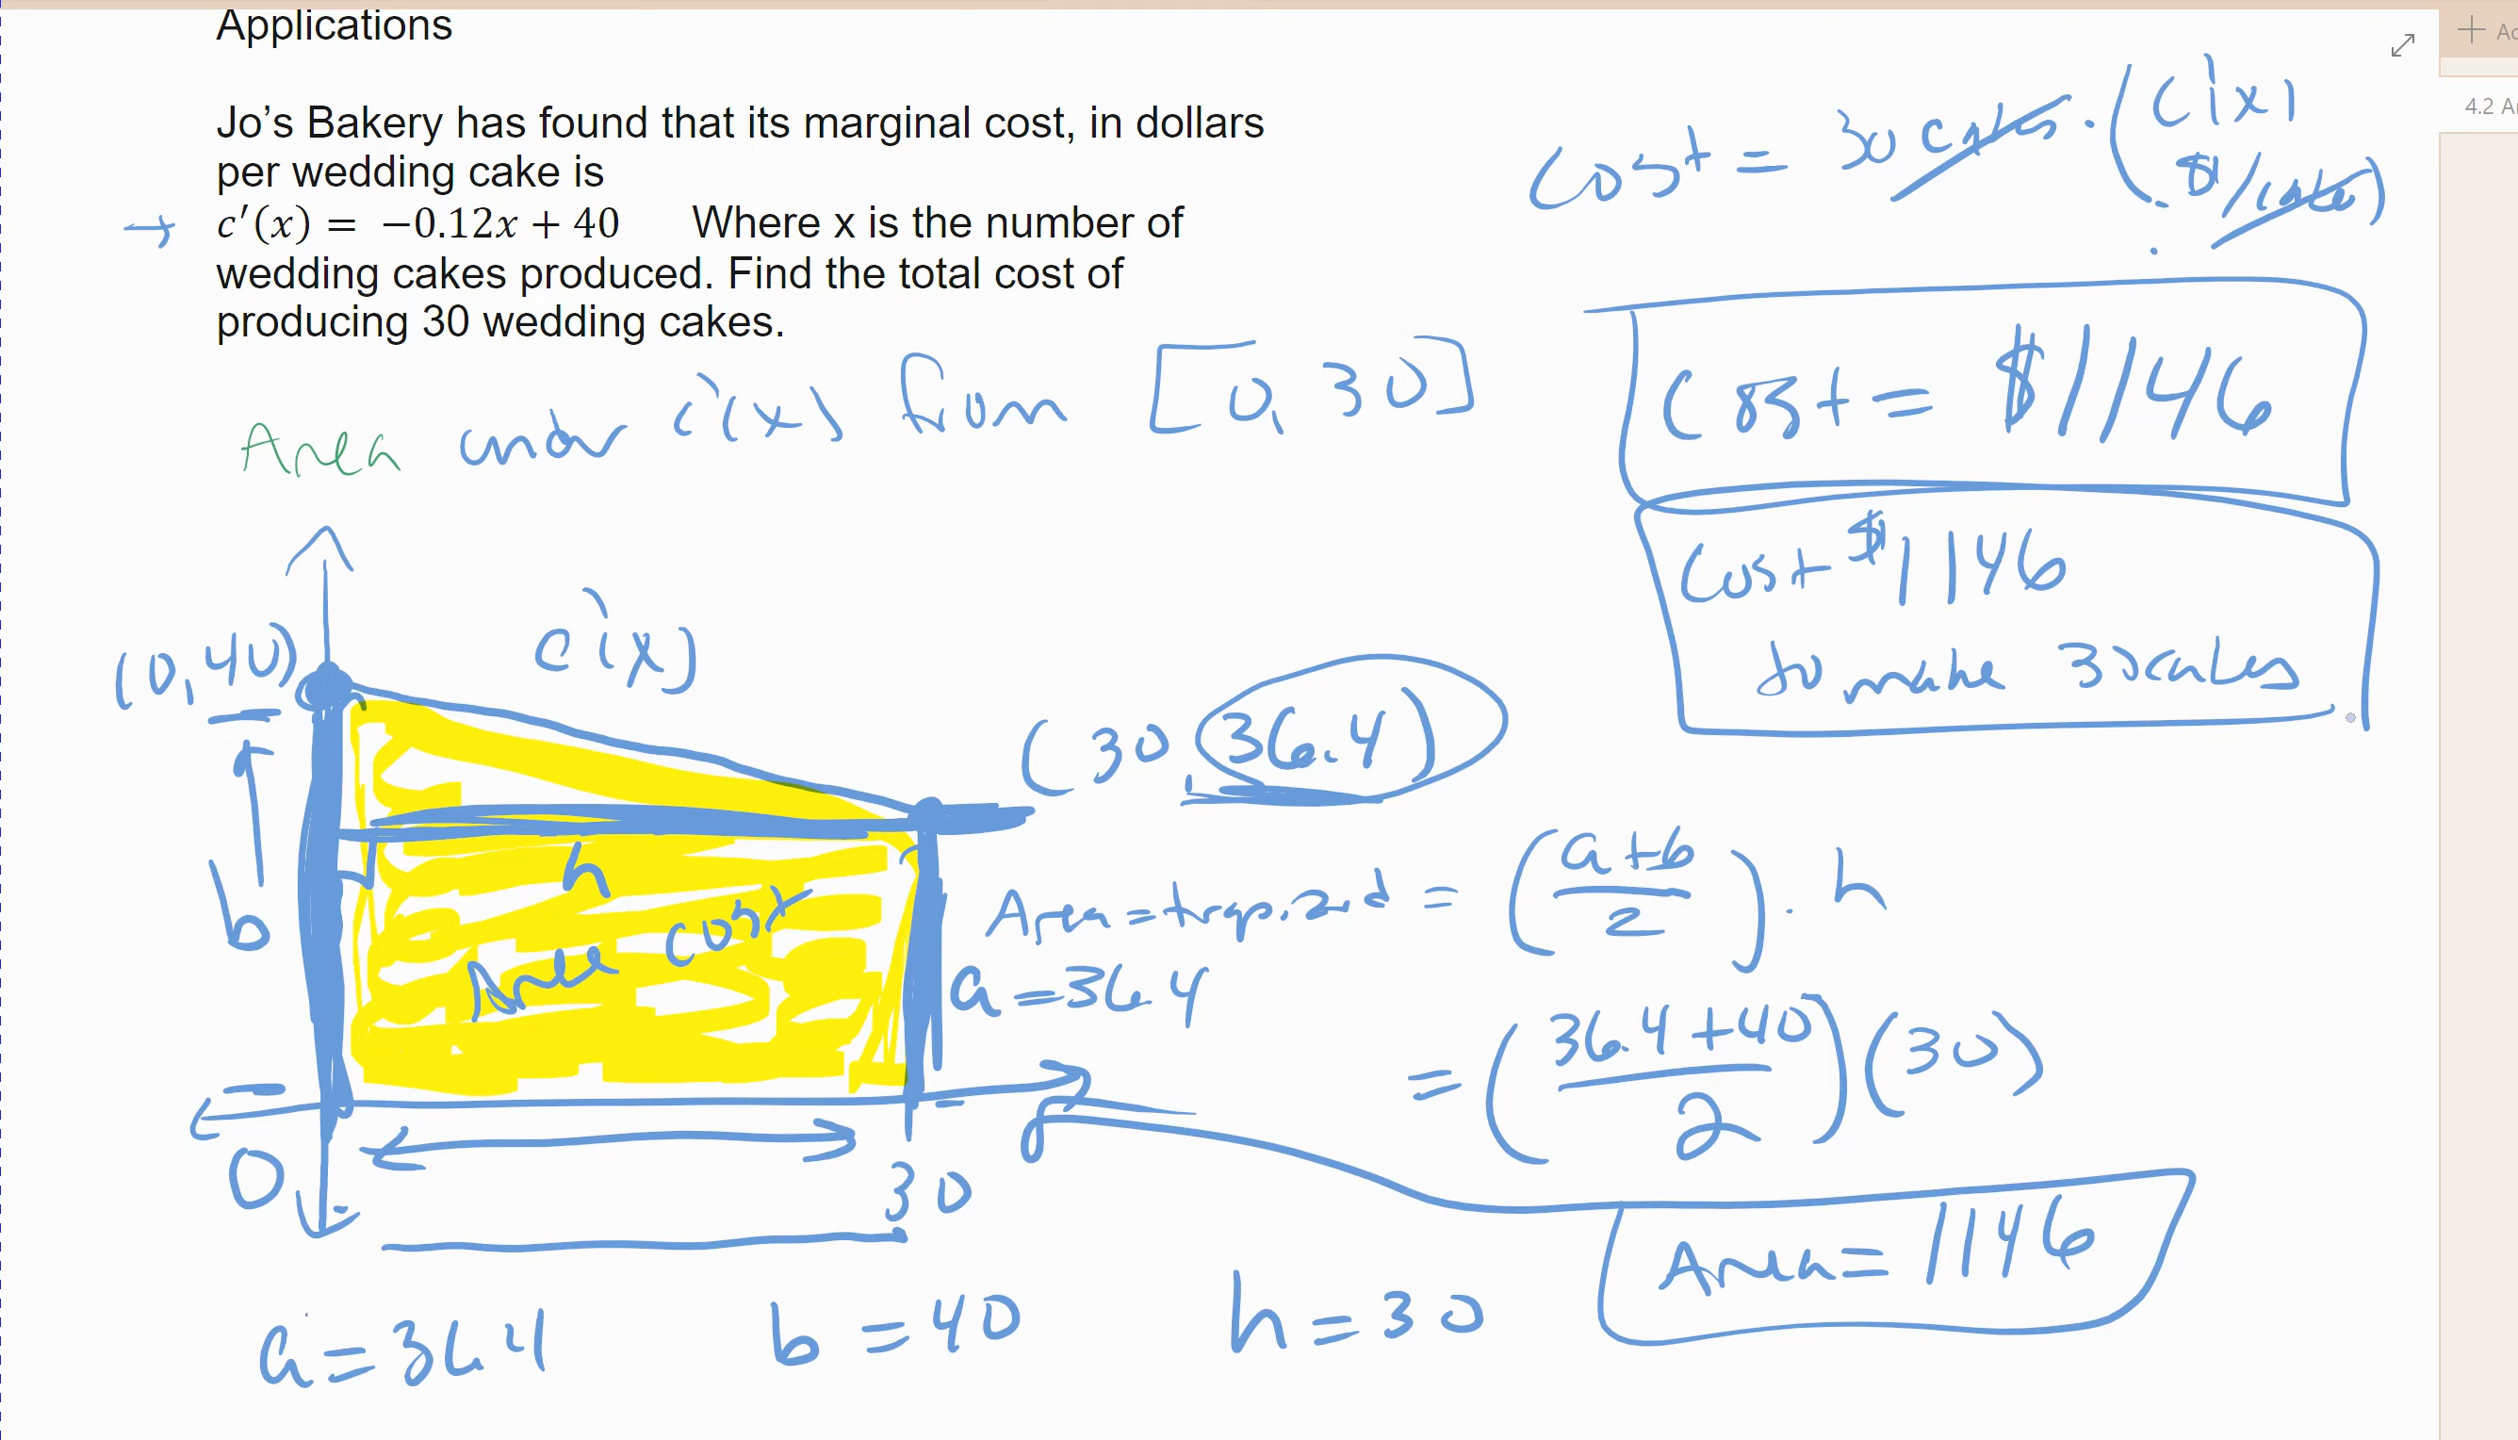 Applications
Jo’s Bakery has found that its marginal cost, in dollars
per wedding cake is
→ c′(x) = −0.12x + 40 Where x is the number of
wedding cakes produced. Find the total cost of
producing 30 wedding cakes.
Cost = 30 cakes · (c'(x)
$/cake)
Area under c'(x) from [0, 30]
Cost = $1146
Cost $1146
to make 30 cakes.
c'(x)
(0, 40)
(30, 36.4)
b
h
Area cost
Area = trapezoid = (a+b/2) · h
a = 36.4
= (36.4 + 40/2)(30)
0
30
Area = 1146
a = 36.4 b = 40 h = 30
4.2 A